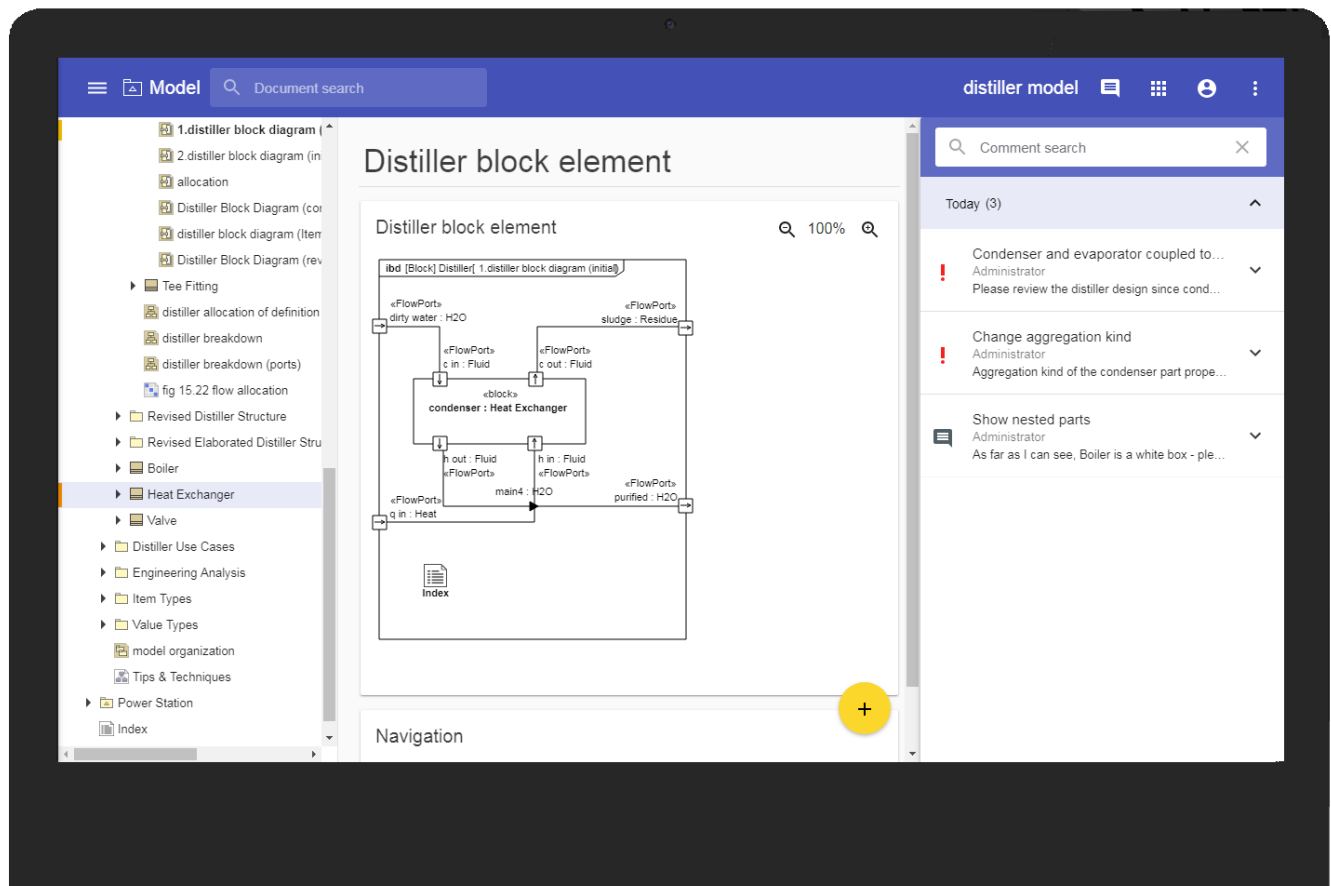 Model
Document search
distiller model
1.distiller block diagram (
2.distiller block diagram (in
allocation
Distiller Block Diagram (cor
distiller block diagram (Item
Distiller Block Diagram (rev
Tee Fitting
distiller allocation of definition
distiller breakdown
distiller breakdown (ports)
fig 15.22 flow allocation
Revised Distiller Structure
Revised Elaborated Distiller Stru
Boiler
Heat Exchanger
Valve
Distiller Use Cases
Engineering Analysis
Item Types
Value Types
model organization
Tips & Techniques
Power Station
Index
Distiller block element
Distiller block element
100%
ibd [Block] Distiller[ 1.distiller block diagram (initial)
«FlowPort»
dirty water : H2O
«FlowPort»
sludge : Residue
«FlowPort»
c in : Fluid
«FlowPort»
c out : Fluid
«block»
condenser : Heat Exchanger
h out : Fluid
«FlowPort»
h in : Fluid
«FlowPort»
main4 : H2O
«FlowPort»
purified : H2O
«FlowPort»
q in : Heat
Index
Navigation
Comment search
Today (3)
Condenser and evaporator coupled to...
Administrator
Please review the distiller design since cond...
Change aggregation kind
Administrator
Aggregation kind of the condenser part prope...
Show nested parts
Administrator
As far as I can see, Boiler is a white box - ple...